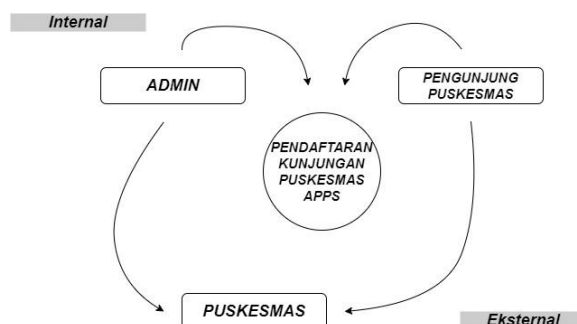 Internal
ADMIN
PENGUNJUNG
PUSKESMAS
PENDAFTARAN
KUNJUNGAN
PUSKESMAS
APPS
PUSKESMAS
Eksternal